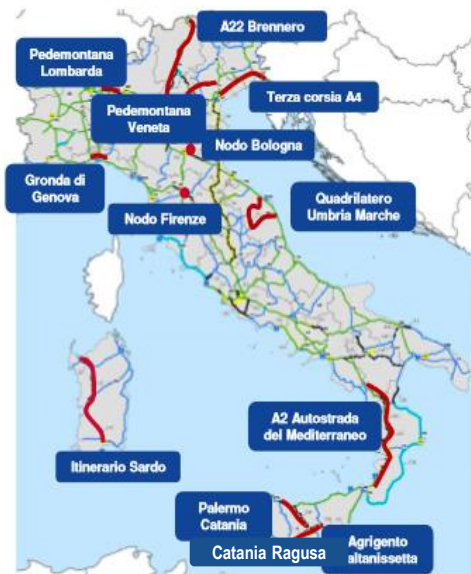 A22 Brennero
Pedemontana
Lombarda
Pedemontana
Veneta
Terza corsia A4
Nodo Bologna
Gronda di
Genova
Nodo Firenze
Quadrilatero
Umbria Marche
A2 Autostrada
del Mediterraneo
Itinerario Sardo
Palermo
Catania
Catania Ragusa
Agrigento
altanissetta